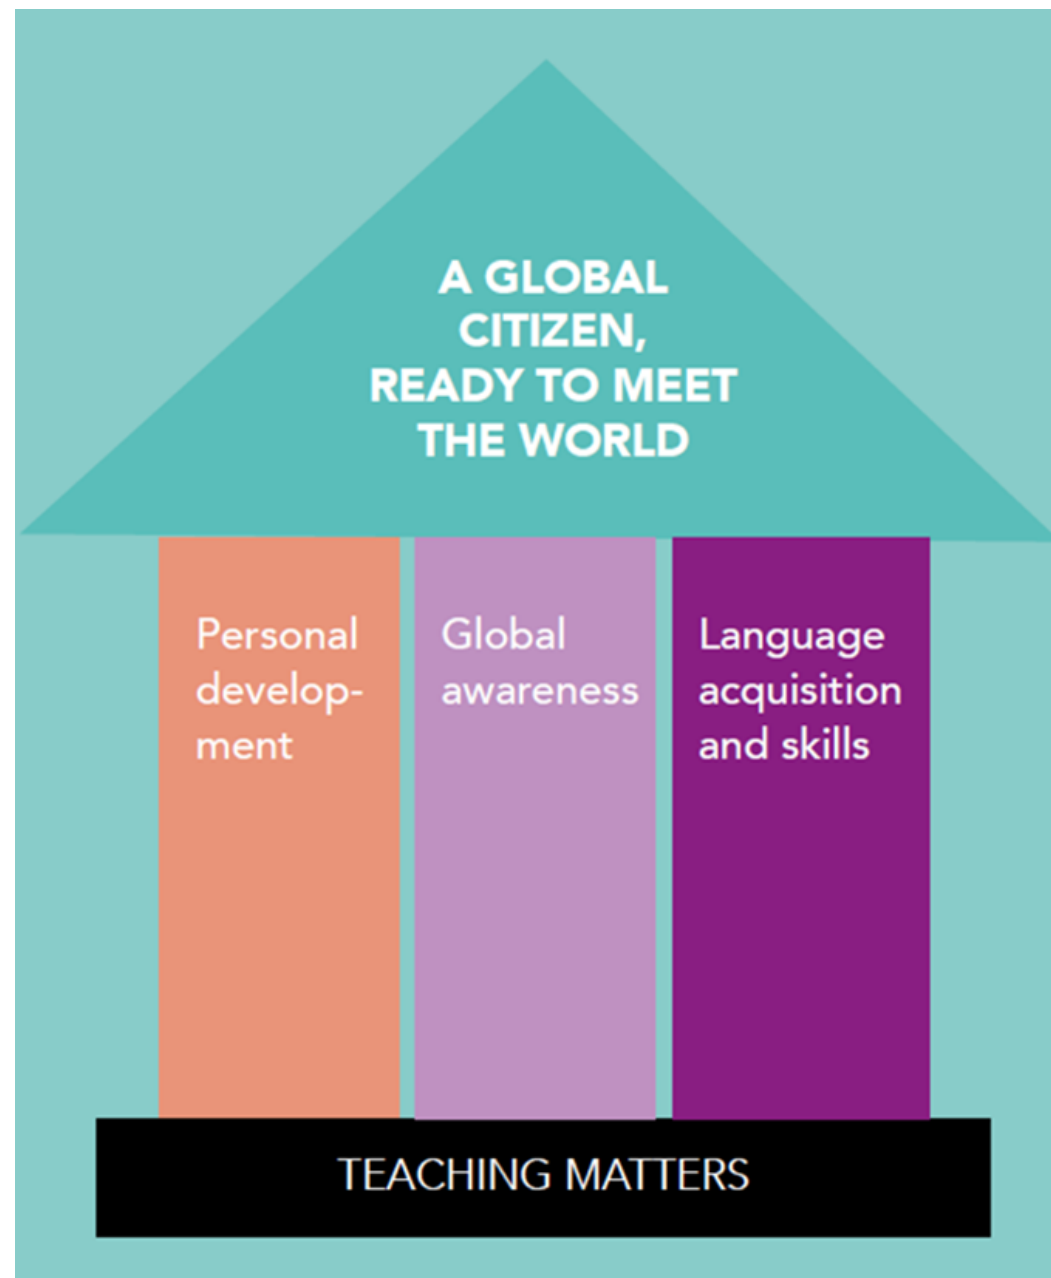 A GLOBAL
CITIZEN,
READY TO MEET
THE WORLD
Personal
develop-
ment
Global
awareness
Language
acquisition
and skills
TEACHING MATTERS